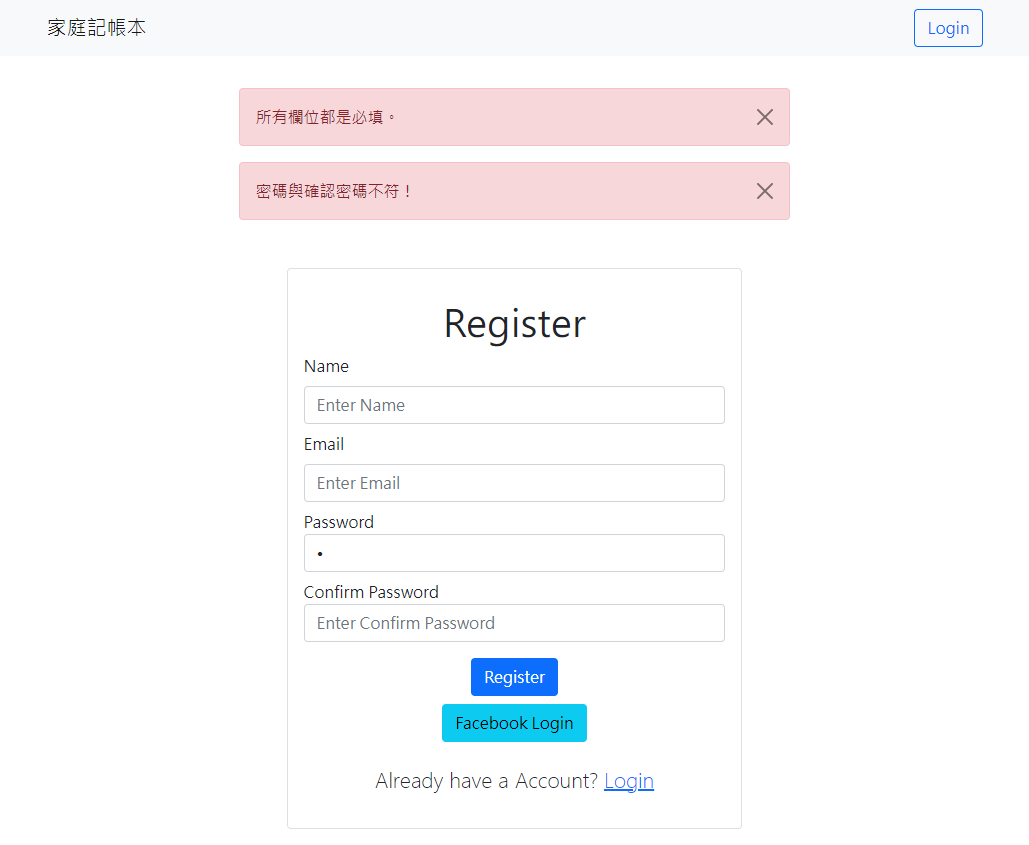 家庭記帳本
Login
所有欄位都是必填。
密碼與確認密碼不符！
Register
Name
Enter Name
Email
Enter Email
Password
•
Confirm Password
Enter Confirm Password
Register
Facebook Login
Already have a Account? Login